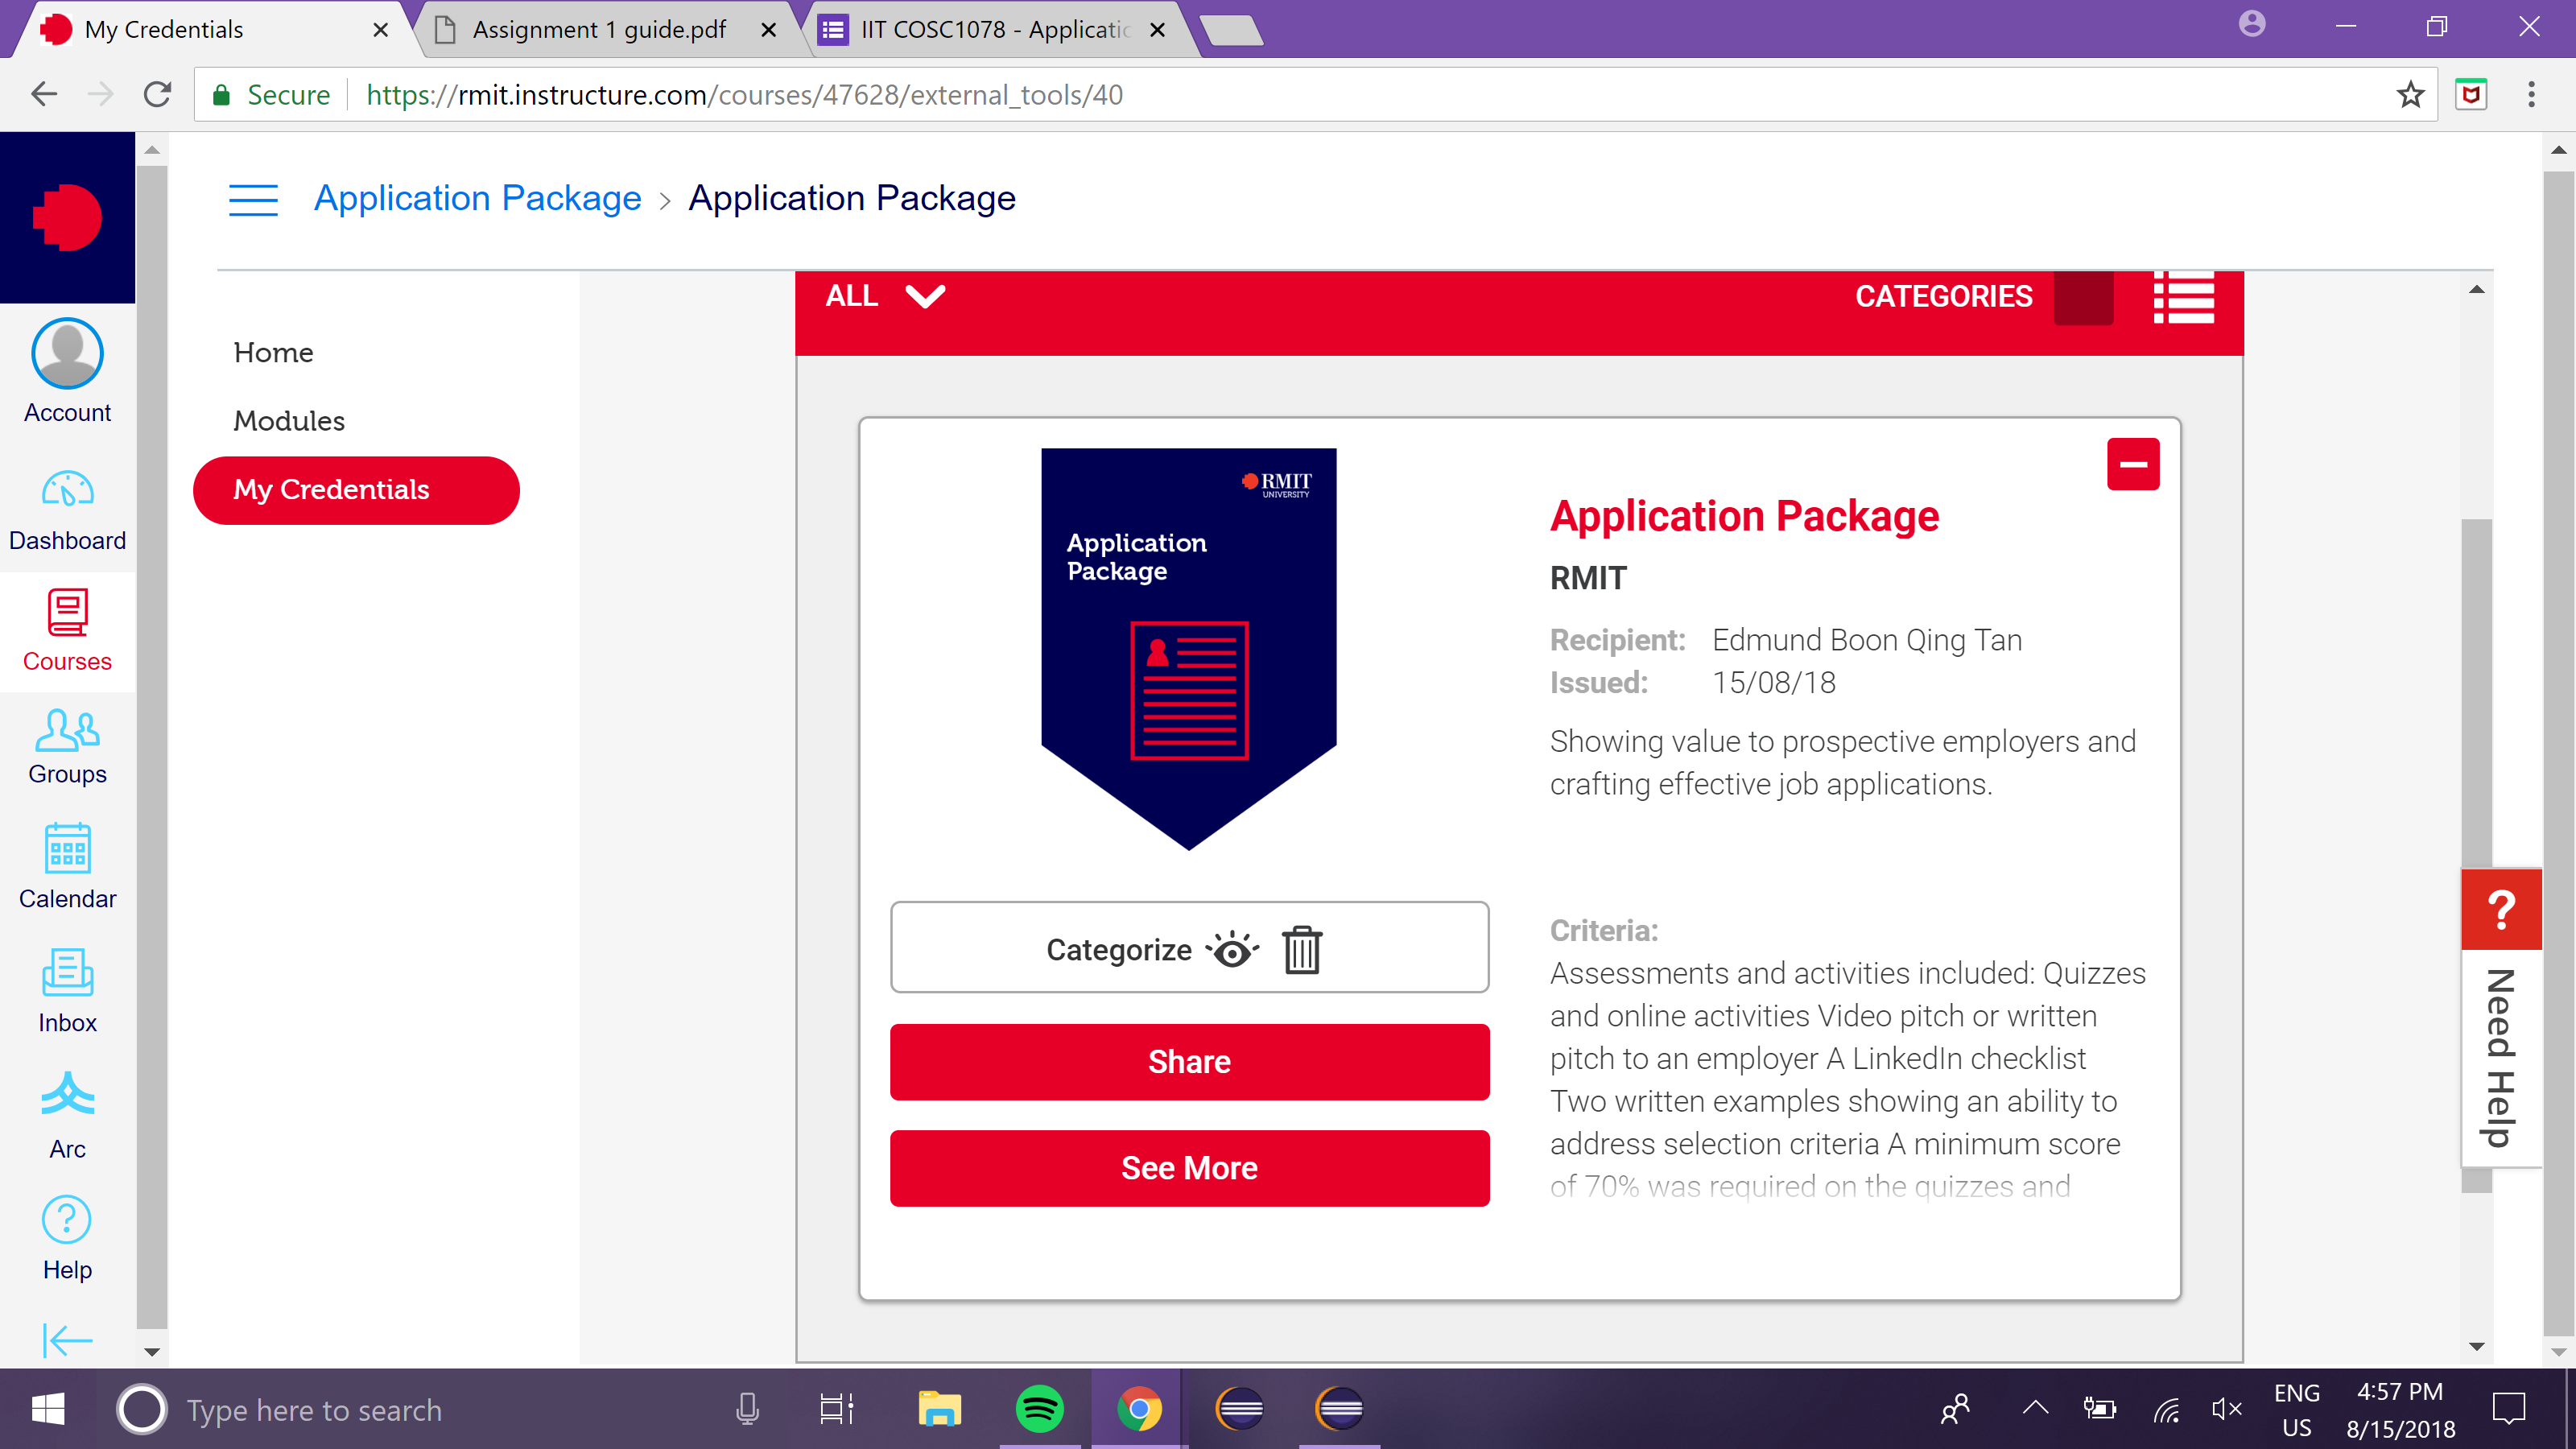 My Credentials
Assignment 1 guide.pdf
IIT COSC1078 - Applicatic
Secure
https://rmit.instructure.com/courses/47628/external_tools/40
Application Package > Application Package
Account
Dashboard
Courses
Groups
Calendar
Inbox
Arc
Help
Home
Modules
My Credentials
ALL
CATEGORIES
RMIT
UNIVERSITY
Application
Package
Categorize
Share
See More
Application Package
RMIT
Recipient: Edmund Boon Qing Tan
Issued: 15/08/18
Showing value to prospective employers and
crafting effective job applications.
Criteria:
Assessments and activities included: Quizzes
and online activities Video pitch or written
pitch to an employer A LinkedIn checklist
Two written examples showing an ability to
address selection criteria A minimum score
of 70% was required on the quizzes and
?
Need Help
Type here to search
ENG
US
4:57 PM
8/15/2018